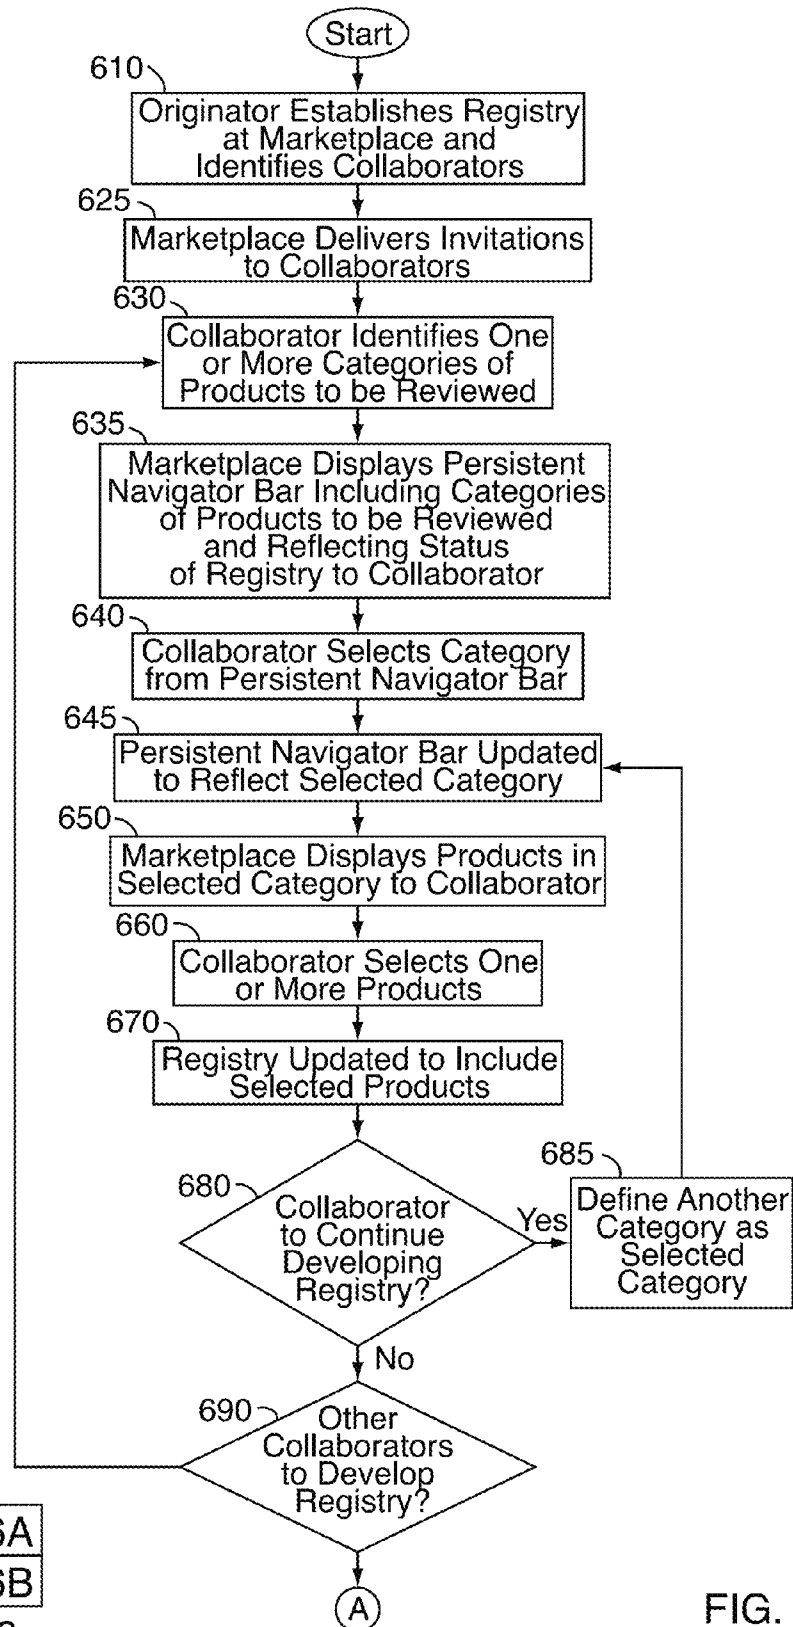 Start
610
Originator Establishes Registry
at Marketplace and
Identifies Collaborators
625
Marketplace Delivers Invitations
to Collaborators
630
Collaborator Identifies One
or More Categories of
Products to be Reviewed
635
Marketplace Displays Persistent
Navigator Bar Including Categories
of Products to be Reviewed
and Reflecting Status
of Registry to Collaborator
640
Collaborator Selects Category
from Persistent Navigator Bar
645
Persistent Navigator Bar Updated
to Reflect Selected Category
650
Marketplace Displays Products in
Selected Category to Collaborator
660
Collaborator Selects One
or More Products
670
Registry Updated to Include
Selected Products
680
Collaborator
to Continue
Developing
Registry?
Yes
685
Define Another
Category as
Selected
Category
No
690
Other
Collaborators
to Develop
Registry?
6A
6B
A
FIG.